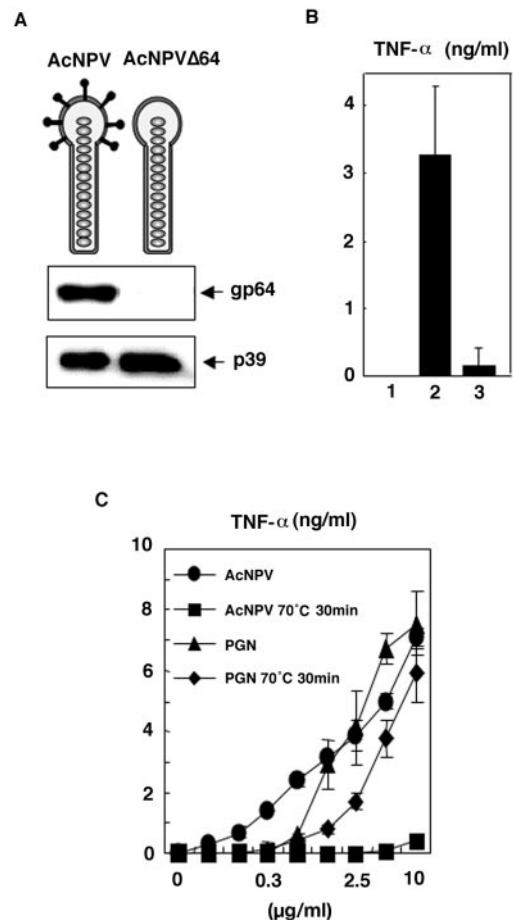 A
AcNPV AcNPVΔ64
gp64
p39
B
TNF-α (ng/ml)
4
3
2
1
0
1 2 3
C
TNF-α (ng/ml)
10
8
6
4
2
0
AcNPV
AcNPV 70°C 30min
PGN
PGN 70°C 30min
0 0.3 2.5 10
(μg/ml)